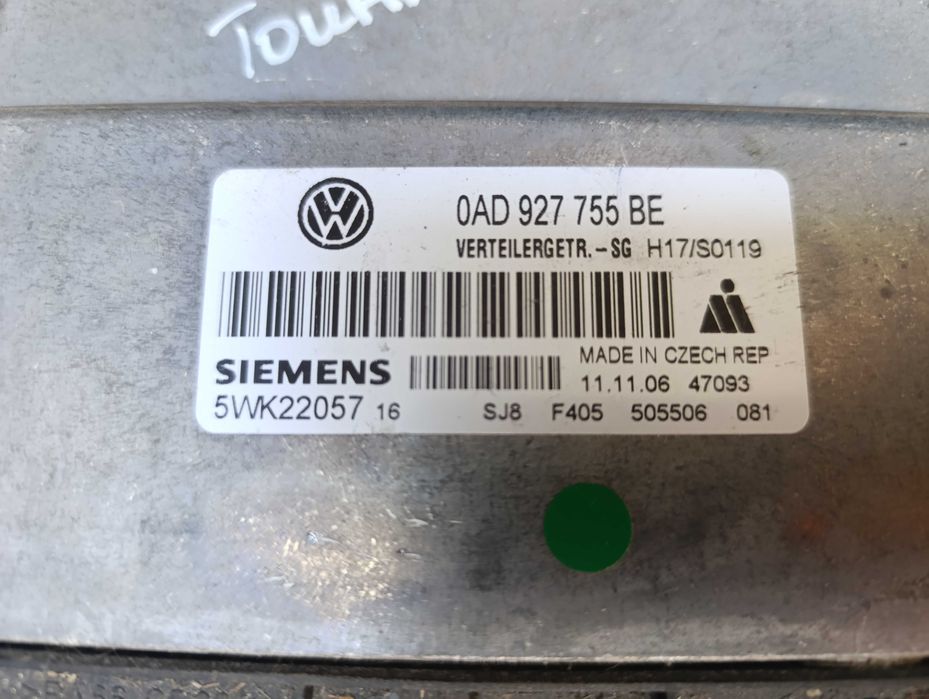 0AD 927 755 BE
VERTEILERGETR.-SG H17/S0119
MADE IN CZECH REP
SIEMENS 11.11.06 47093
5WK22057 16 SJ8 F405 505506 081